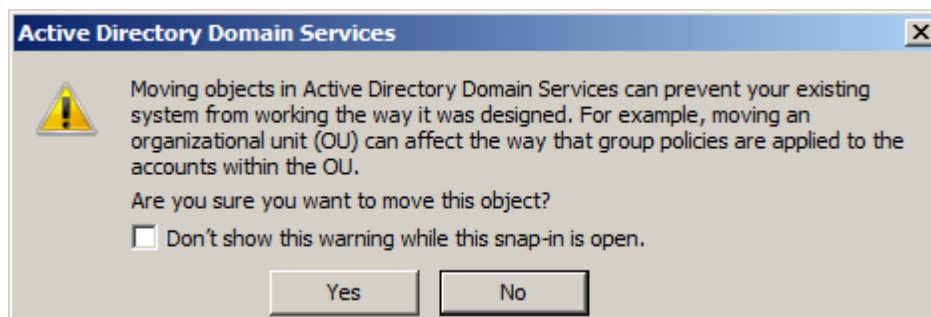 Active Directory Domain Services
Moving objects in Active Directory Domain Services can prevent your existing
system from working the way it was designed. For example, moving an
organizational unit (OU) can affect the way that group policies are applied to the
accounts within the OU.
Are you sure you want to move this object?
Don't show this warning while this snap-in is open.
Yes No